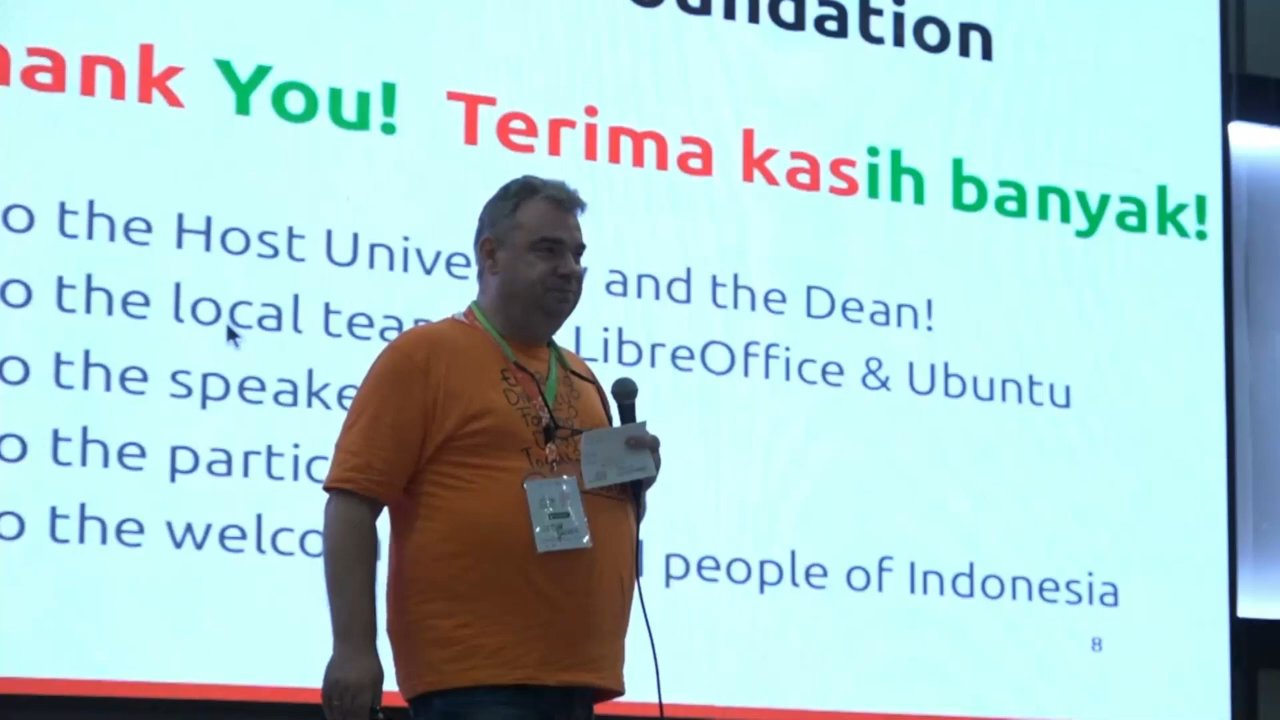 oundation
hank You! Terima kasih banyak!
o the Host Unive and the Dean!
o the local tea LibreOffice & Ubuntu
o the speake
o the partic
o the welco people of Indonesia
8